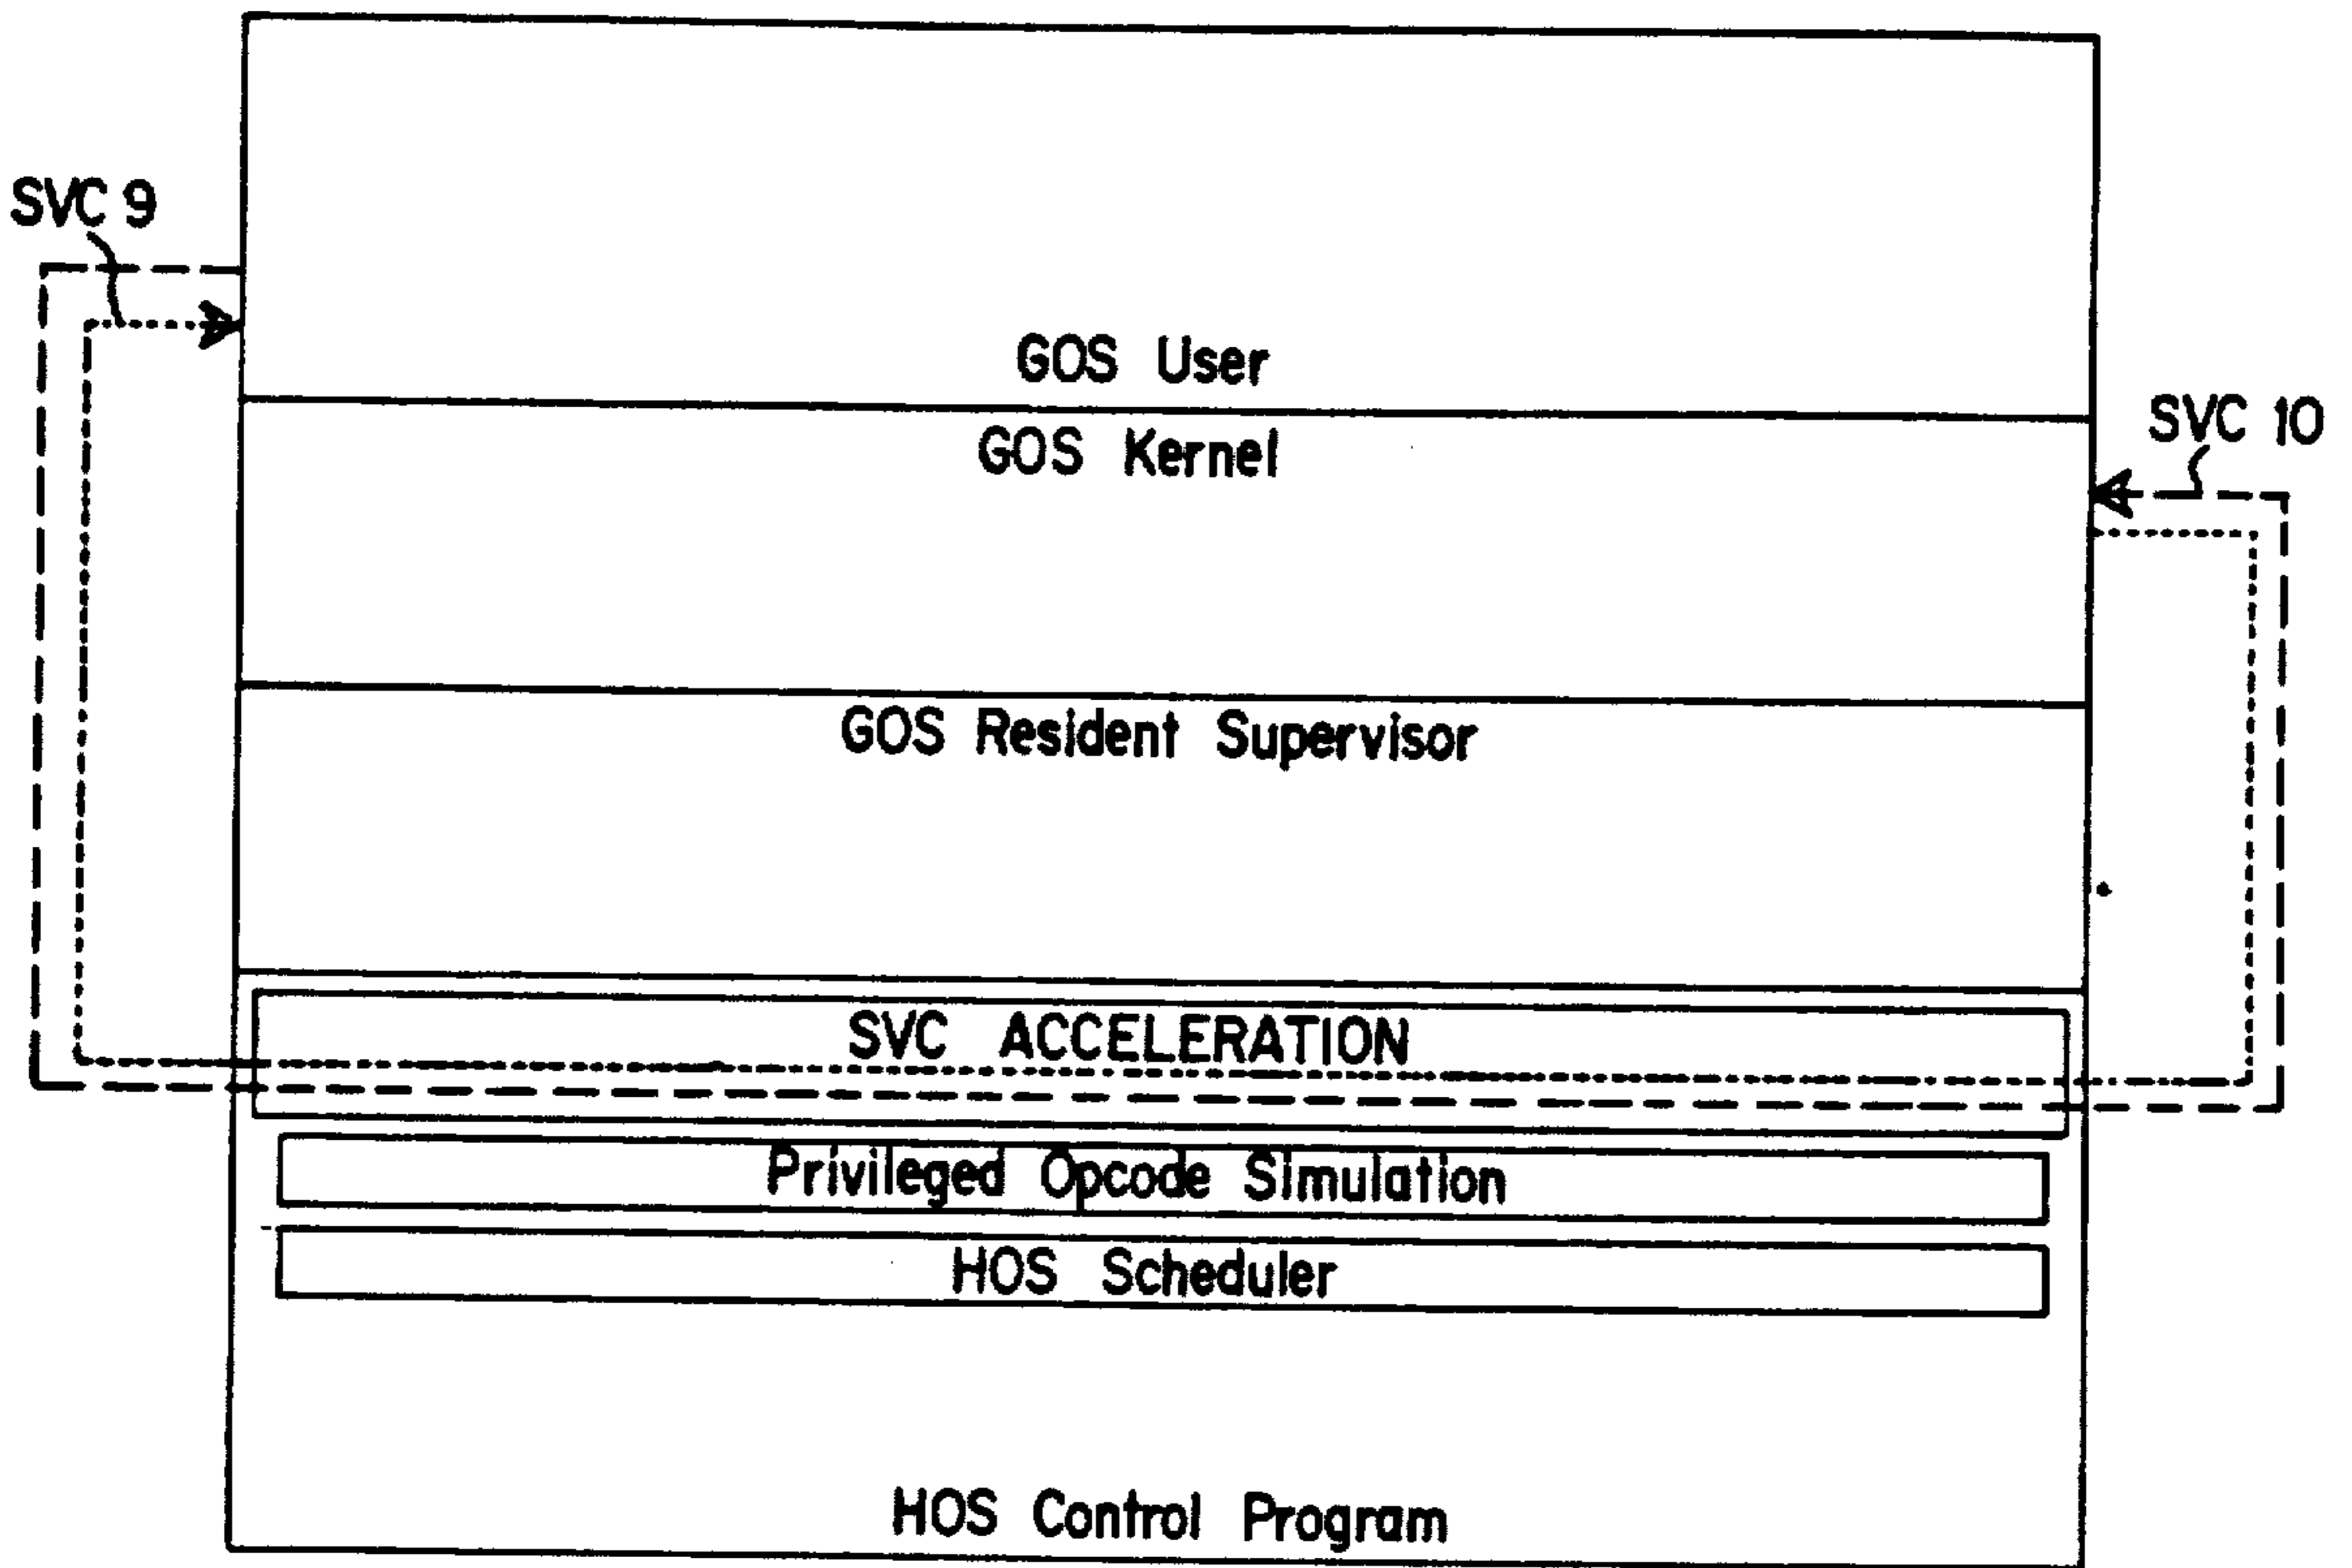 SVC 9
GOS User
GOS Kernel
SVC 10
GOS Resident Supervisor
SVC ACCELERATION
Privileged Opcode Simulation
HOS Scheduler
HOS Control Program